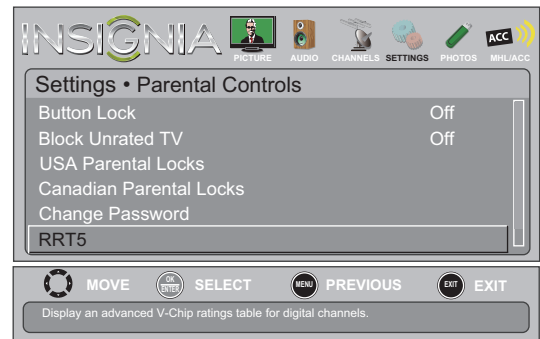 INSIGNIA
PICTURE AUDIO CHANNELS SETTINGS PHOTOS MHL/ACC
ACC
Settings • Parental Controls
Button Lock Off
Block Unrated TV Off
USA Parental Locks
Canadian Parental Locks
Change Password
RRT5
MOVE OK ENTER SELECT MENU PREVIOUS EXIT EXIT
Display an advanced V-Chip ratings table for digital channels.